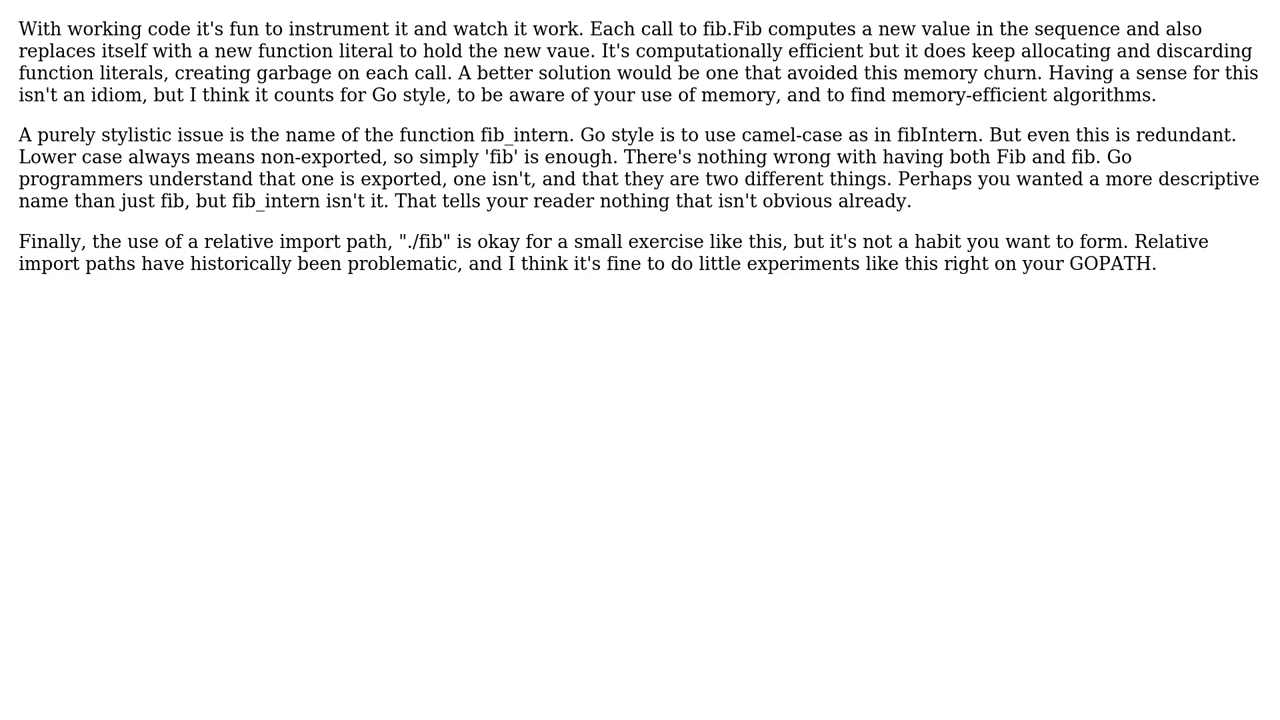 With working code it's fun to instrument it and watch it work. Each call to fib.Fib computes a new value in the sequence and also
replaces itself with a new function literal to hold the new vaue. It's computationally efficient but it does keep allocating and discarding
function literals, creating garbage on each call. A better solution would be one that avoided this memory churn. Having a sense for this
isn't an idiom, but I think it counts for Go style, to be aware of your use of memory, and to find memory-efficient algorithms.
A purely stylistic issue is the name of the function fib_intern. Go style is to use camel-case as in fibIntern. But even this is redundant.
Lower case always means non-exported, so simply 'fib' is enough. There's nothing wrong with having both Fib and fib. Go
programmers understand that one is exported, one isn't, and that they are two different things. Perhaps you wanted a more descriptive
name than just fib, but fib_intern isn't it. That tells your reader nothing that isn't obvious already.
Finally, the use of a relative import path, "./fib" is okay for a small exercise like this, but it's not a habit you want to form. Relative
import paths have historically been problematic, and I think it's fine to do little experiments like this right on your GOPATH.